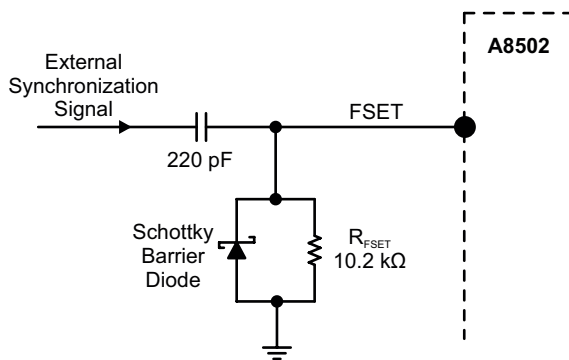 A8502
External
Synchronization
Signal
FSET
220 pF
Schottky
Barrier
Diode
RFSET
10.2 kΩ